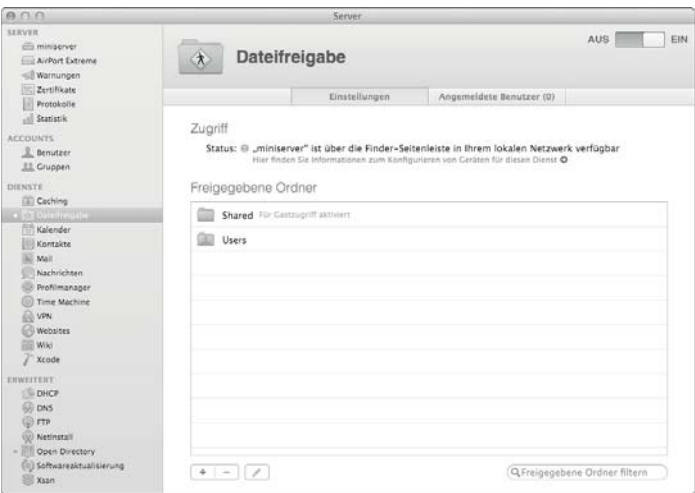 Server
SERVER
miniserver
AirPort Extreme
Warnungen
Zertifikate
Protokolle
Statistik
ACCOUNTS
Benutzer
Gruppen
DIENSTE
Caching
Dateifreigabe
Kalender
Kontakte
Mail
Nachrichten
Profilmanager
Time Machine
VPN
Websites
Wiki
Xcode
ERWEITERT
DHCP
DNS
FTP
NetInstall
Open Directory
Softwareaktualisierung
Xsan
Dateifreigabe
AUS EIN
Einstellungen
Angemeldete Benutzer (0)
Zugriff
Status: „miniserver" ist über die Finder-Seitenleiste in Ihrem lokalen Netzwerk verfügbar
Hier finden Sie Informationen zum Konfigurieren von Geräten für diesen Dienst
Freigegebene Ordner
Shared Für Gastzugriff aktiviert
Users
+ −
Freigegebene Ordner filtern